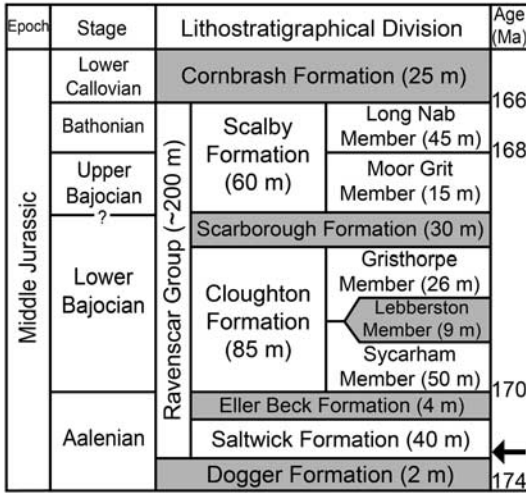 Epoch
Stage
Lithostratigraphical Division
Age
(Ma)
Middle Jurassic
Lower
Callovian
Cornbrash Formation (25 m)
166
Bathonian
Ravenscar Group (~200 m)
Scalby
Formation
(60 m)
Long Nab
Member (45 m)
168
Upper
Bajocian
Moor Grit
Member (15 m)
?
Scarborough Formation (30 m)
Lower
Bajocian
Cloughton
Formation
(85 m)
Gristhorpe
Member (26 m)
Lebberston
Member (9 m)
Sycarham
Member (50 m)
170
Aalenian
Eller Beck Formation (4 m)
Saltwick Formation (40 m)
Dogger Formation (2 m)
174